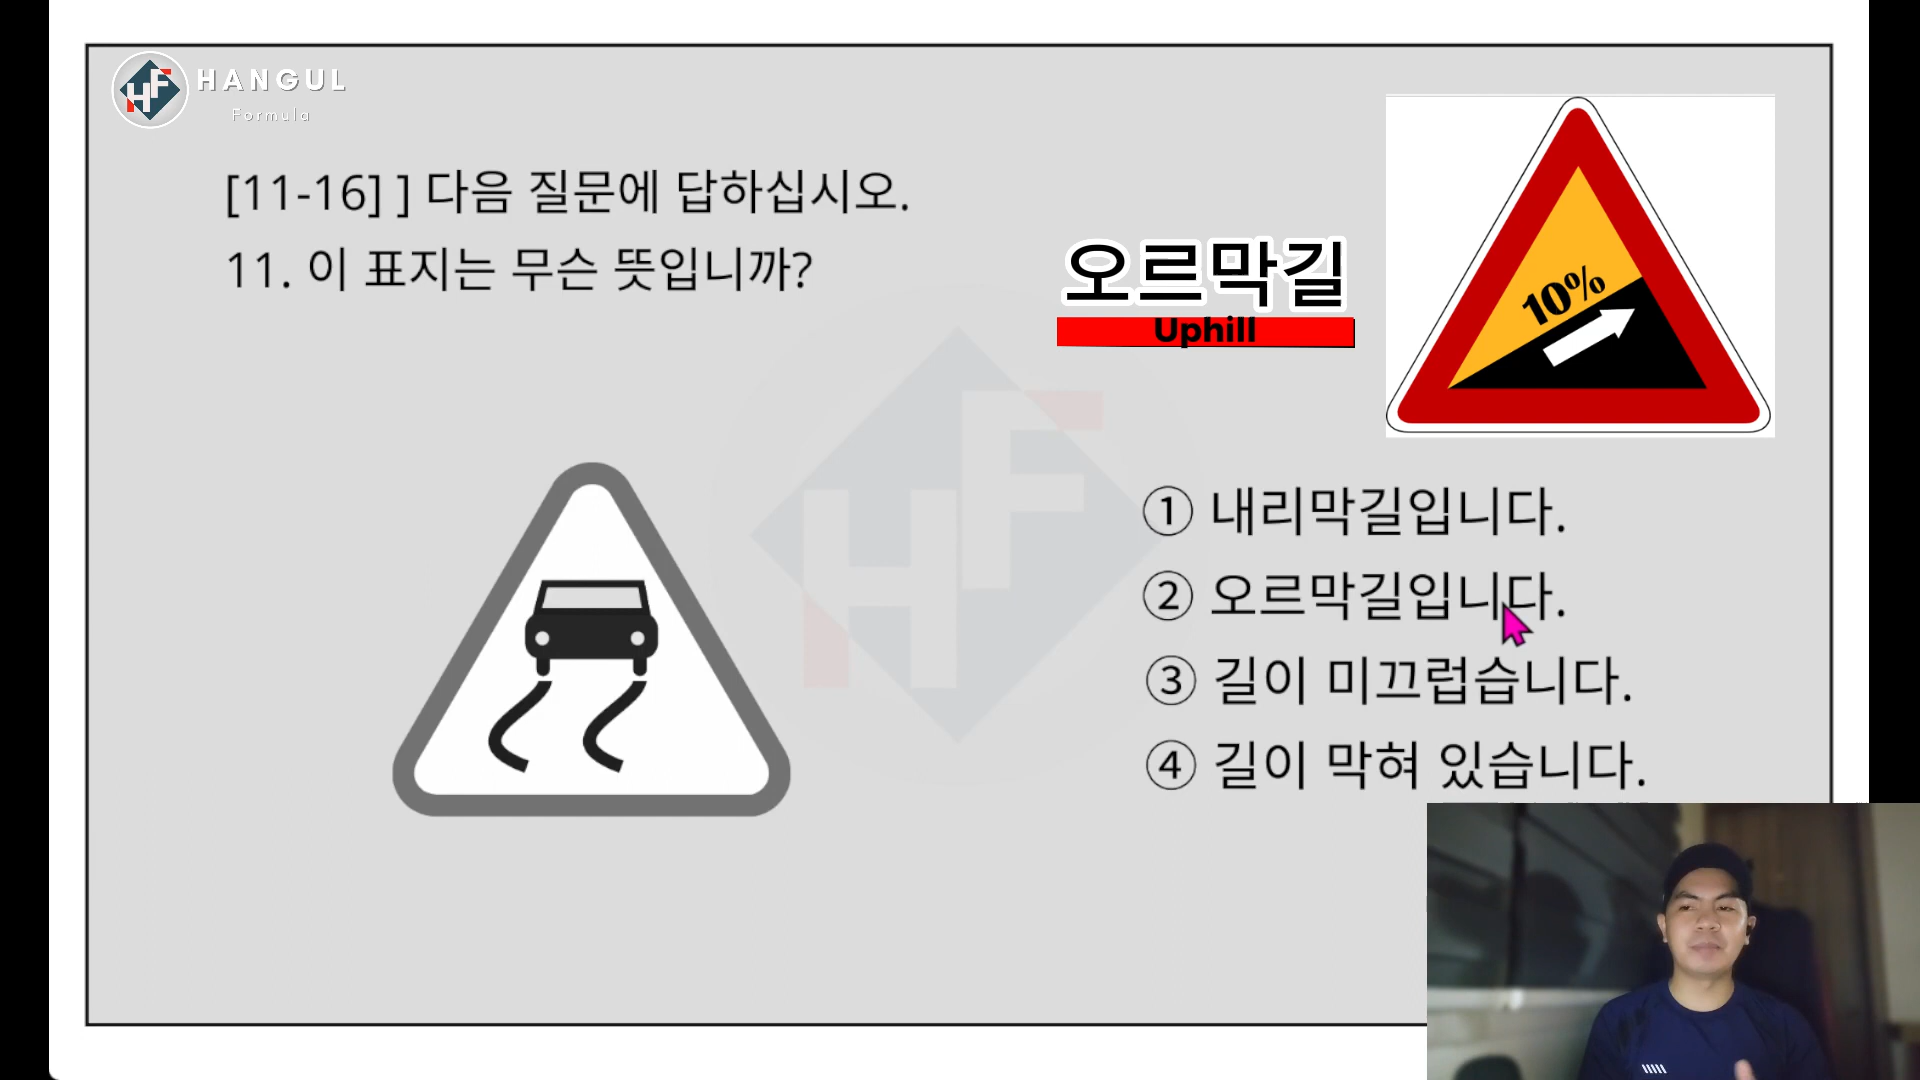 HF HANGUL
Formula
[11-16] ] 다음 질문에 답하십시오.
11. 이 표지는 무슨 뜻입니까?
오르막길
Uphill
10%
HF
① 내리막길입니다.
② 오르막길입니다.
③ 길이 미끄럽습니다.
④ 길이 막혀 있습니다.